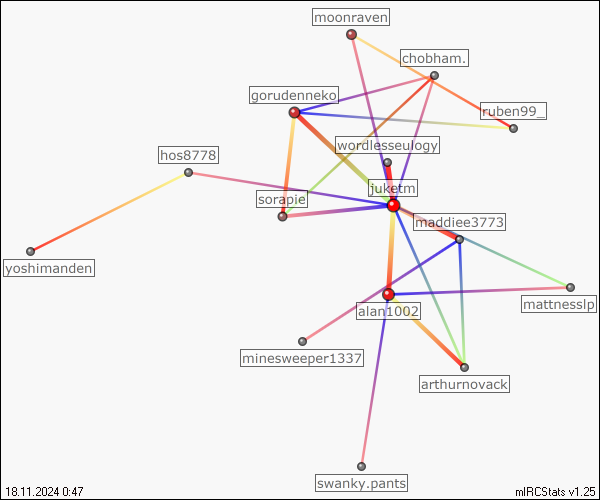 moonraven
chobham.
gorudenneko
ruben99_
wordlesseulogy
hos8778
juketm
sorapie
maddiee3773
yoshimanden
mattnesslp
alan1002
minesweeper1337
arthurnovack
swanky.pants
18.11.2024 0:47
mIRCStats v1.25